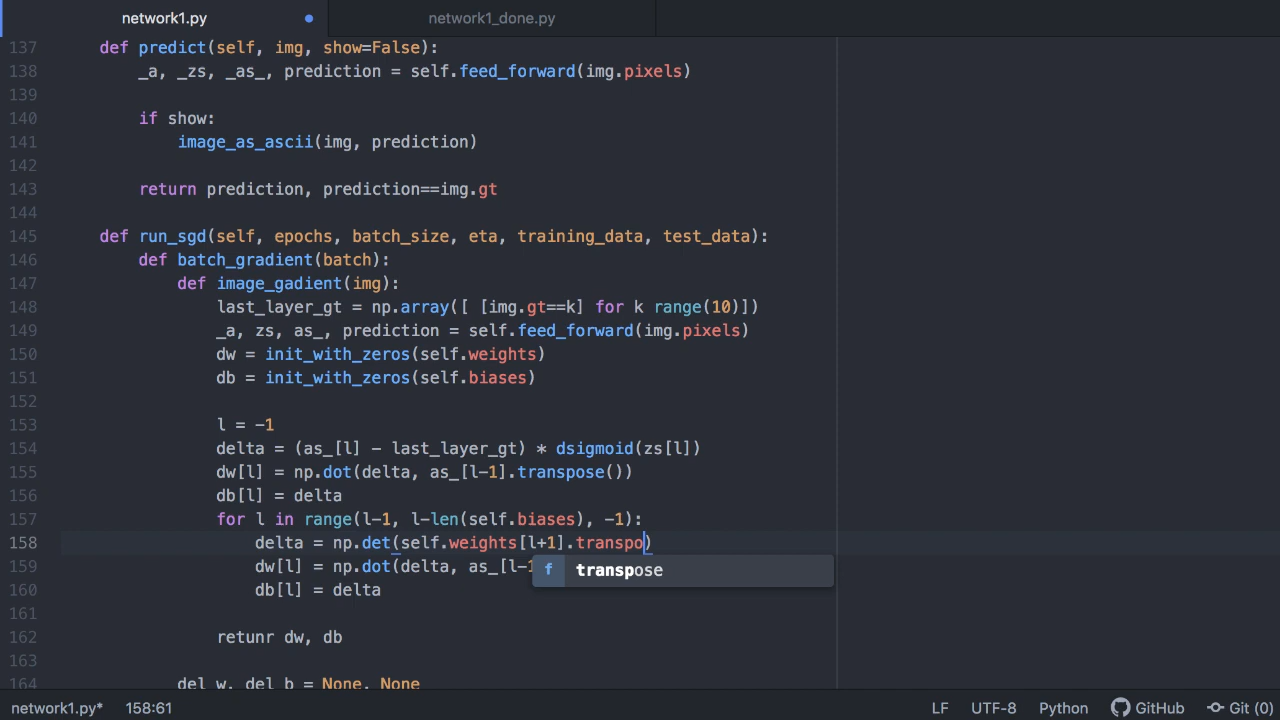 network1.py
network1_done.py
137 def predict(self, img, show=False):
138 _a, _zs, _as_, prediction = self.feed_forward(img.pixels)
139
140 if show:
141 image_as_ascii(img, prediction)
142
143 return prediction, prediction==img.gt
144
145 def run_sgd(self, epochs, batch_size, eta, training_data, test_data):
146 def batch_gradient(batch):
147 def image_gadient(img):
148 last_layer_gt = np.array([ [img.gt==k] for k range(10)])
149 _a, zs, as_, prediction = self.feed_forward(img.pixels)
150 dw = init_with_zeros(self.weights)
151 db = init_with_zeros(self.biases)
152
153 l = -1
154 delta = (as_[l] - last_layer_gt) * dsigmoid(zs[l])
155 dw[l] = np.dot(delta, as_[l-1].transpose())
156 db[l] = delta
157 for l in range(l-1, l-len(self.biases), -1):
158 delta = np.det(self.weights[l+1].transpo)
159 dw[l] = np.dot(delta, as_[l-1
f transpose
160 db[l] = delta
161
162 retunr dw, db
163
164 del_w, del_b = None, None
network1.py* 158:61 LF UTF-8 Python GitHub Git (0)